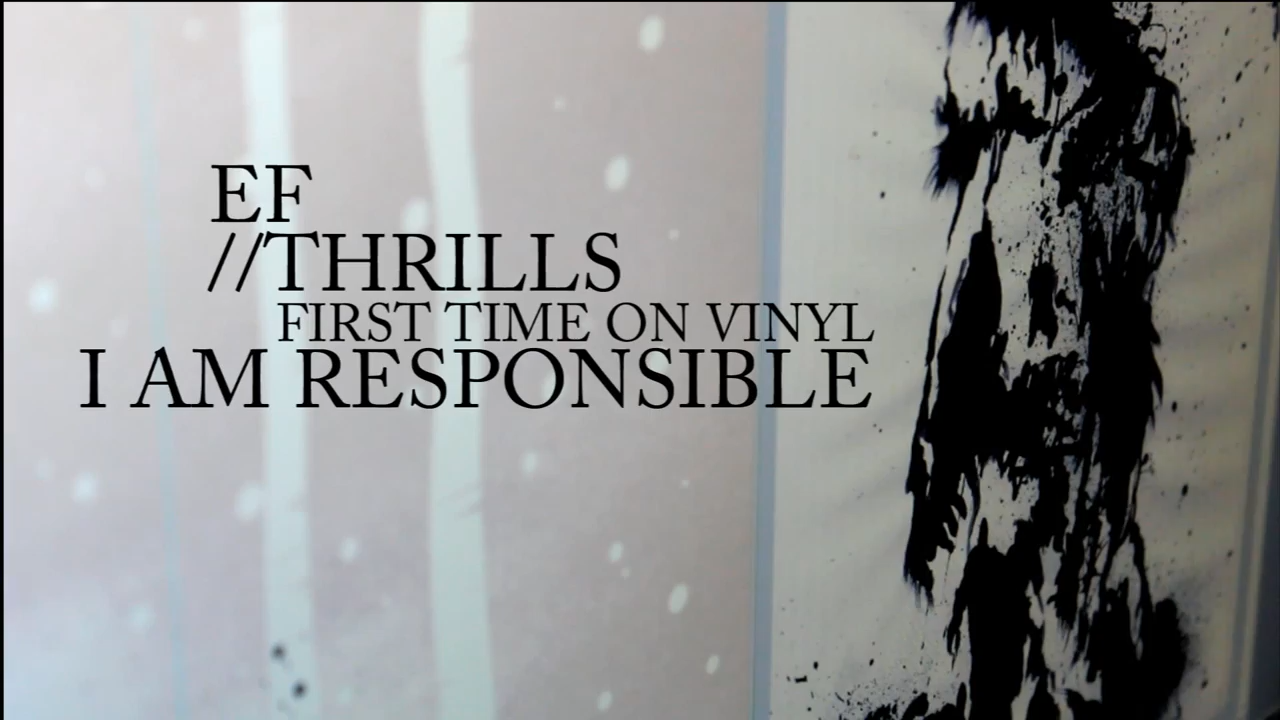 EF
//THRILLS
FIRST TIME ON VINYL
I AM RESPONSIBLE